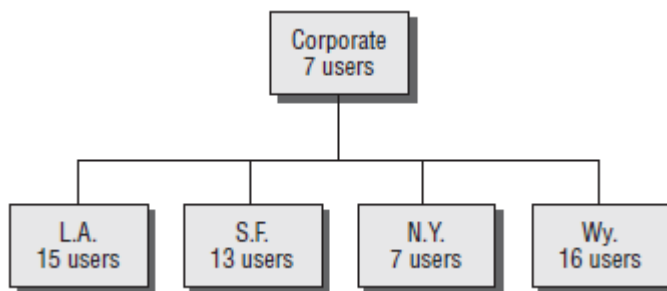 Corporate
7 users
L.A.
15 users
S.F.
13 users
N.Y.
7 users
Wy.
16 users